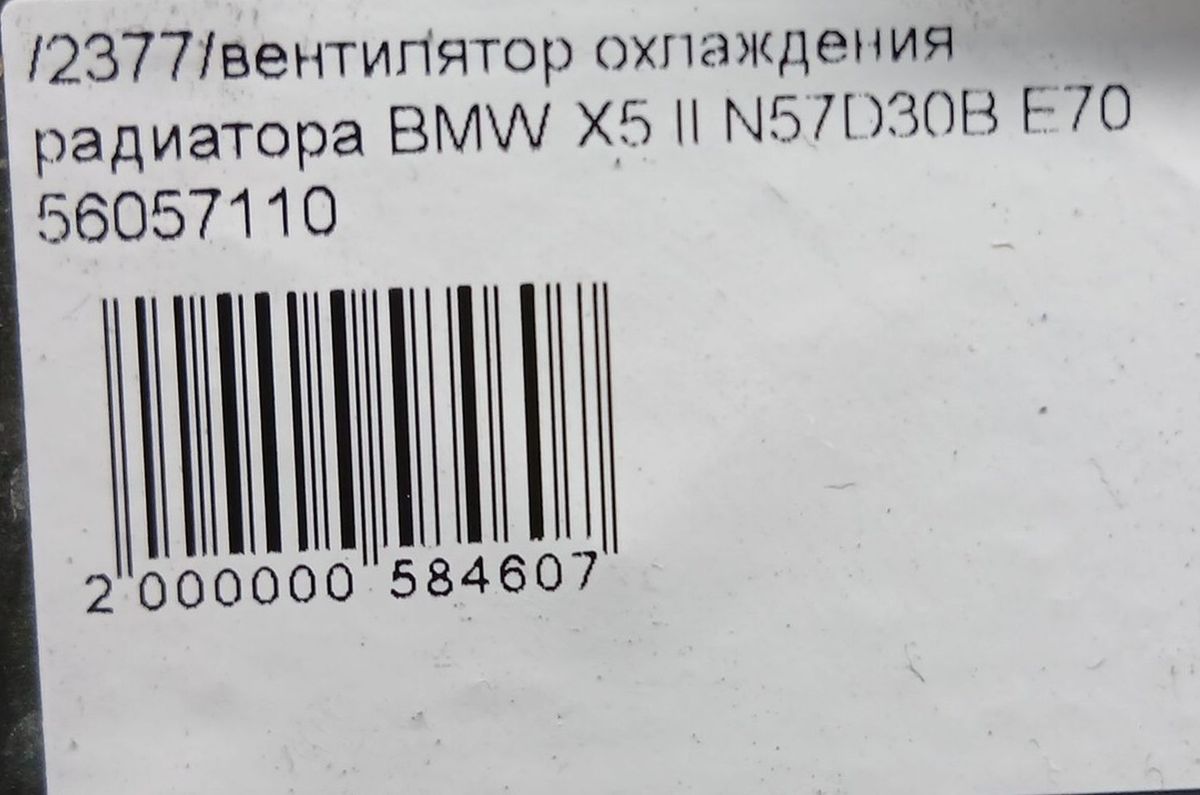 /2377/вентилятор охлаждения
радиатора BMW X5 II N57D30B E70
56057110
2 000000 584607